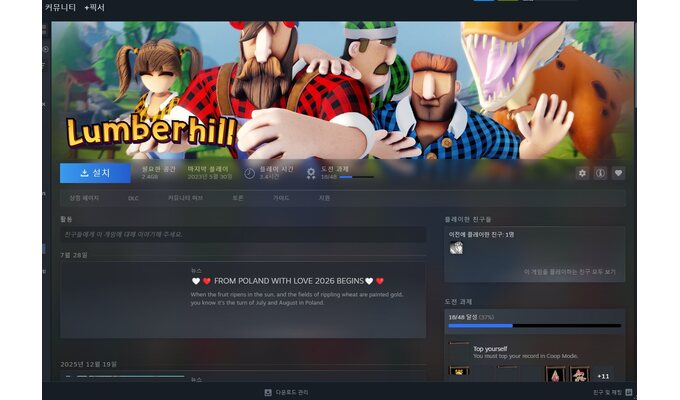 커뮤니티 +픽서
Lumberhill
설치
필요한 공간 마지막 플레이 플레이 시간 도전 과제
2.4GB 2023년 5월 30일 3.4시간 18/48
상점 페이지 DLC 커뮤니티 허브 토론 가이드 지원
활동
친구들에게 이 게임에 대해 이야기해 주세요.
7월 28일
뉴스
🤍❤️ FROM POLAND WITH LOVE 2026 BEGINS🤍❤️
When the fruit ripens in the sun, and the fields of rippling wheat are painted gold,
you know it's the turn of July and August in Poland.
2025년 12월 19일
뉴스
플레이한 친구들
이전에 플레이한 친구: 1명
이 게임을 플레이하는 친구 모두 보기
도전 과제
18/48 달성 (37%)
Top yourself
You must top your record in Coop Mode.
+11
다운로드 관리
친구 및 채팅